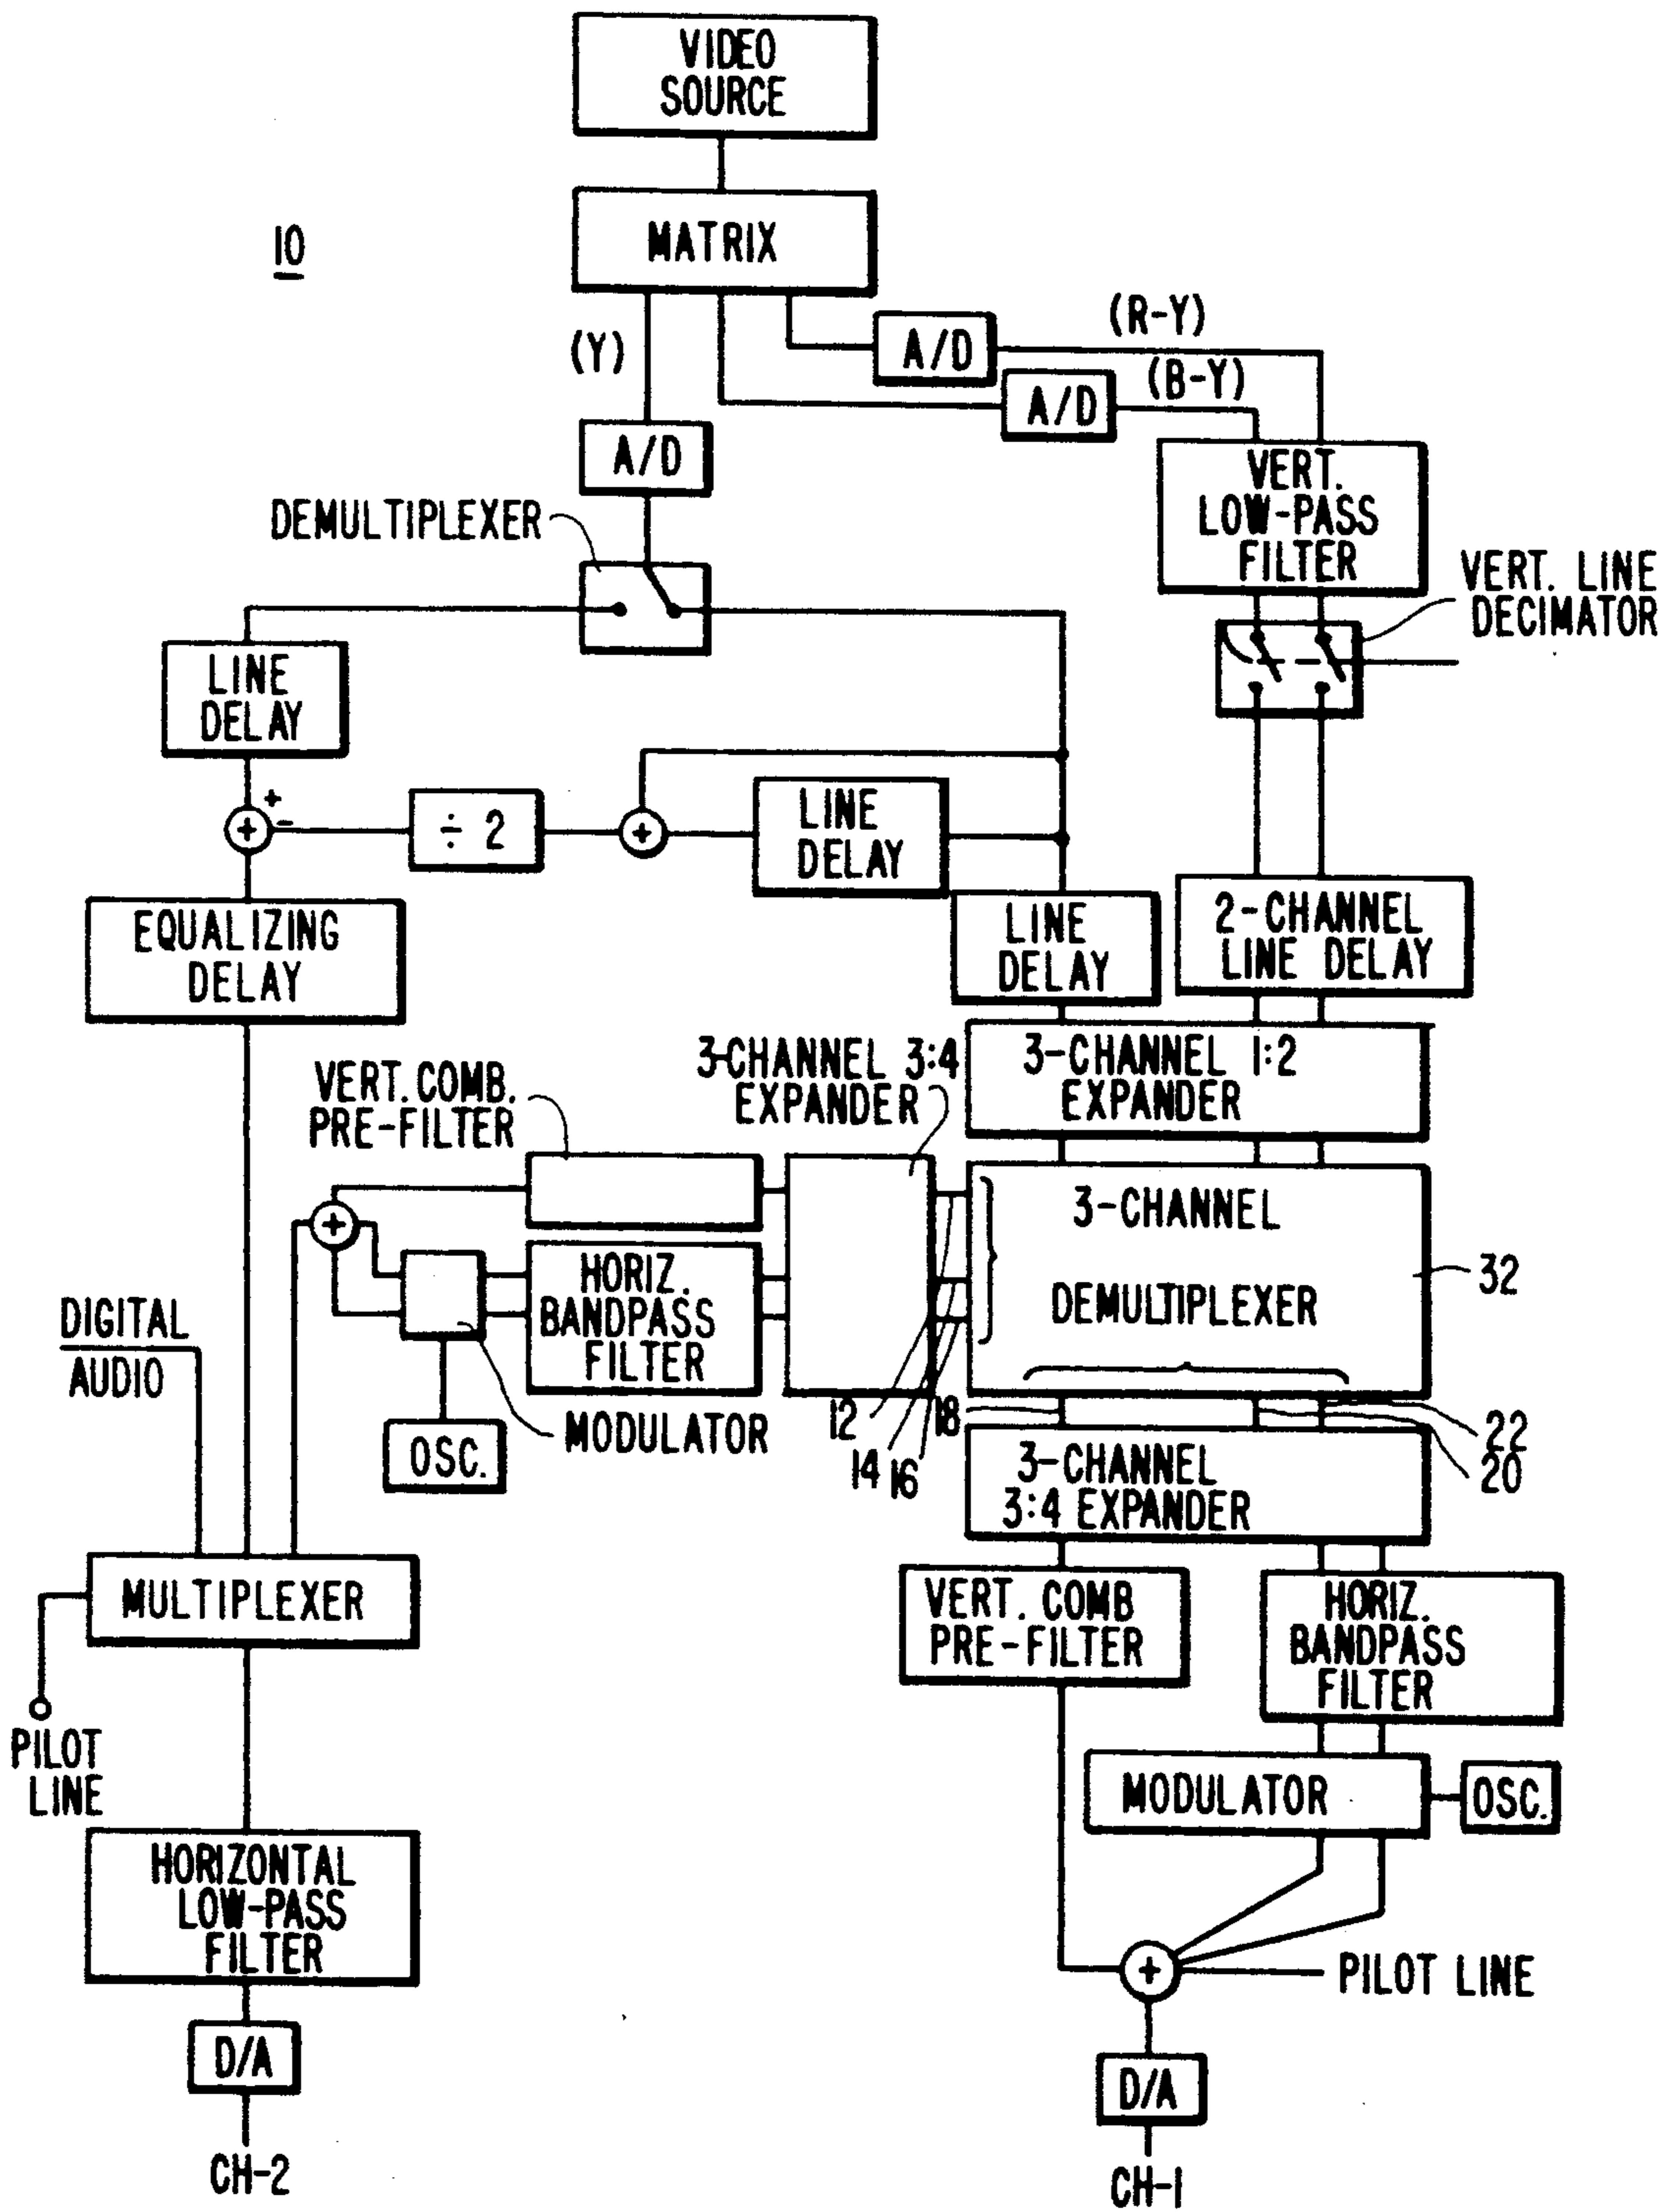 VIDEO
SOURCE
MATRIX
10
(Y)
A/D
(R-Y)
A/D
(B-Y)
A/D
DEMULTIPLEXER
VERT.
LOW-PASS
FILTER
VERT. LINE
DECIMATOR
LINE
DELAY
+
-
+
÷ 2
+
LINE
DELAY
EQUALIZING
DELAY
LINE
DELAY
2-CHANNEL
LINE DELAY
3-CHANNEL 1:2
EXPANDER
3-CHANNEL 3:4
EXPANDER
VERT. COMB.
PRE-FILTER
3-CHANNEL
DEMULTIPLEXER
32
+
HORIZ.
BANDPASS
FILTER
DIGITAL
AUDIO
MODULATOR
OSC.
12
14
16
18
22
20
3-CHANNEL
3:4 EXPANDER
MULTIPLEXER
VERT. COMB
PRE-FILTER
HORIZ.
BANDPASS
FILTER
PILOT
LINE
MODULATOR
OSC.
HORIZONTAL
LOW-PASS
FILTER
+
PILOT LINE
D/A
D/A
CH-2
CH-1